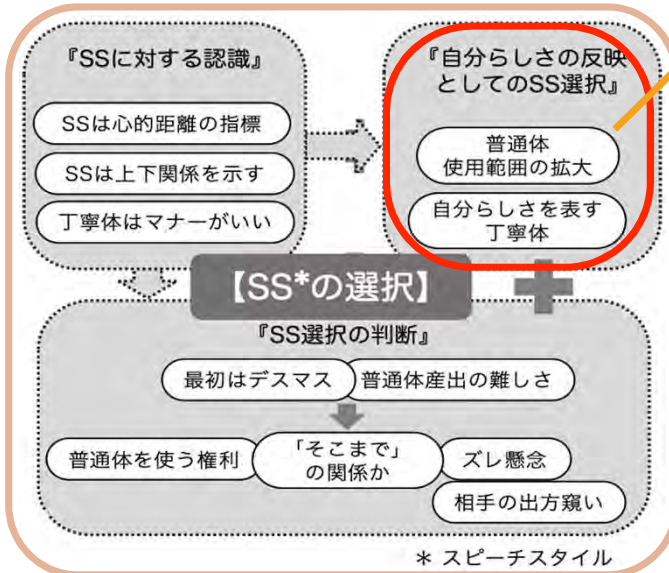 『SSに対する認識』
SSは心的距離の指標
SSは上下関係を示す
丁寧体はマナーがいい
『自分らしさの反映
としてのSS選択』
普通体
使用範囲の拡大
自分らしさを表す
丁寧体
【SS*の選択】
『SS選択の判断』
最初はデスマス
普通体産出の難しさ
普通体を使う権利
「そこまで」
の関係か
ズレ懸念
相手の出方窺い
* スピーチスタイル